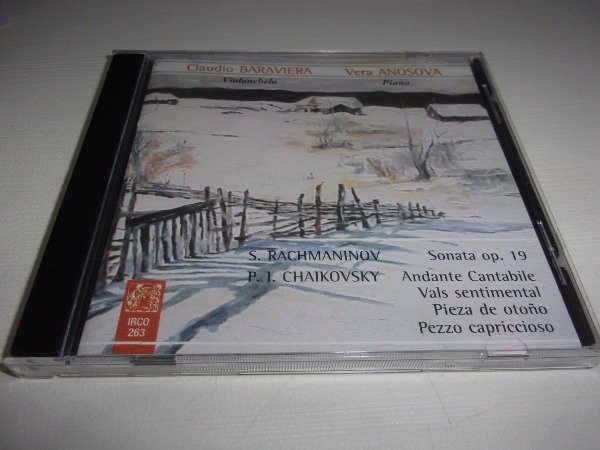 Claudio BARAVIERA Vera ANOSOVA
Violonchelo Piano
S. RACHMANINOV Sonata op. 19
P. I. CHAIKOVSKY Andante Cantabile
Vals sentimental
Pieza de otoño
Pezzo capriccioso
IRCO
263